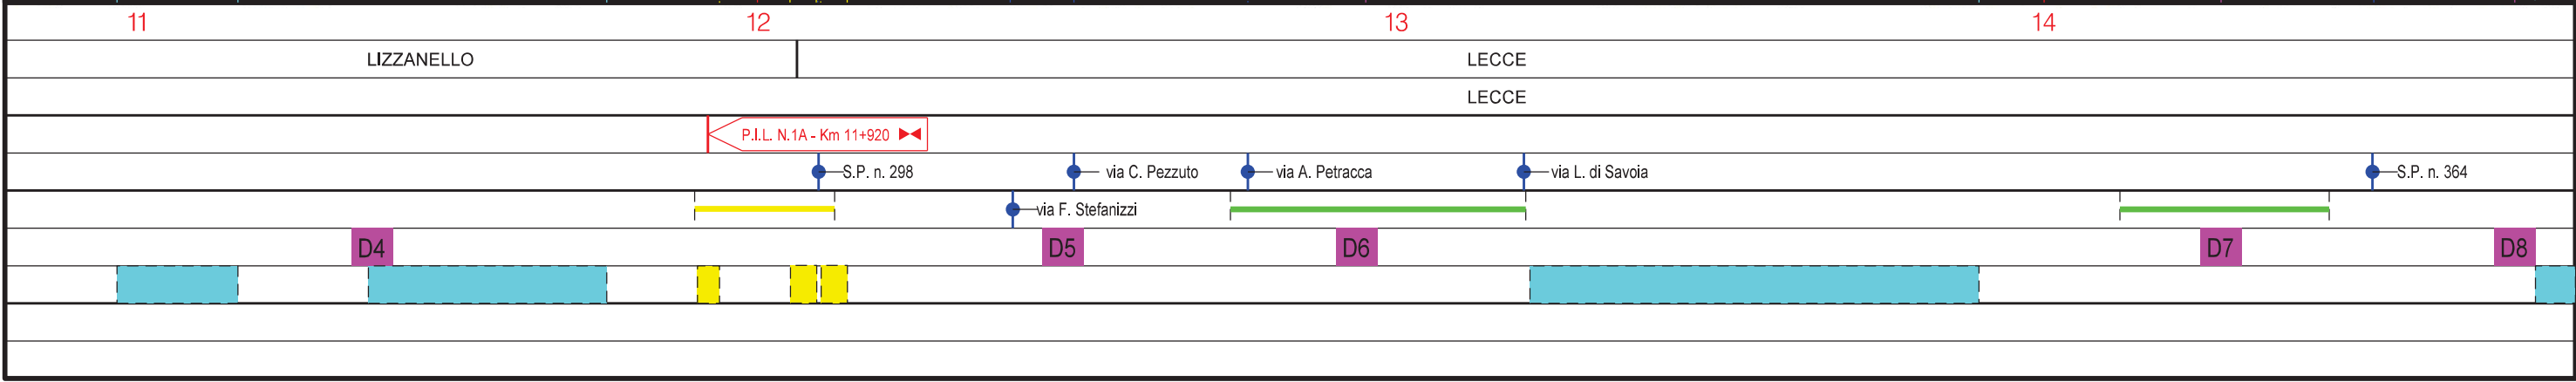 11 12 13 14
LIZZANELLO LECCE
LECCE
P.I.L. N.1A - Km 11+920
S.P. n. 298 via C. Pezzuto via A. Petracca via L. di Savoia S.P. n. 364
via F. Stefanizzi
D4 D5 D6 D7 D8